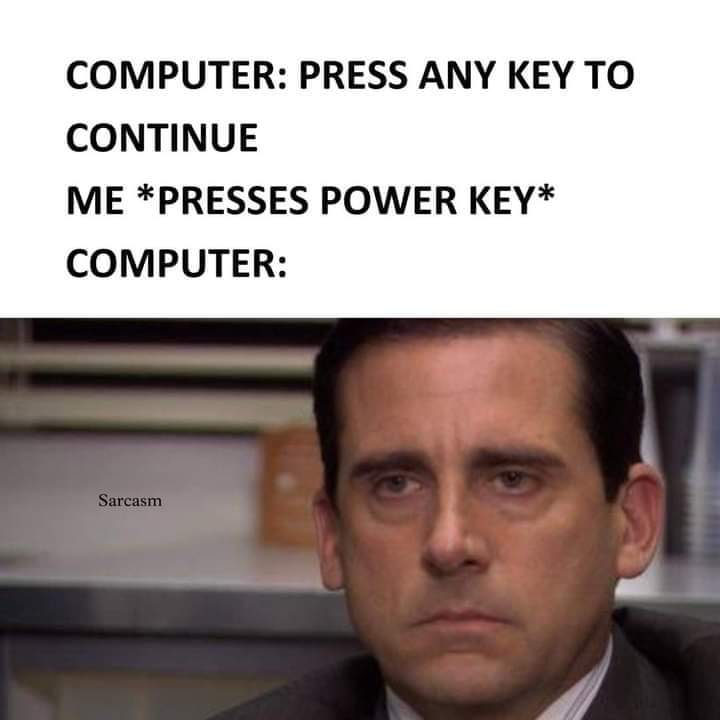 COMPUTER: PRESS ANY KEY TO
CONTINUE
ME *PRESSES POWER KEY*
COMPUTER:
Sarcasm